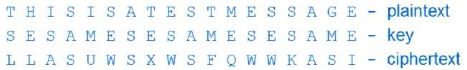 T H I S I S A T E S T M E S S A G E – plaintext
S E S A M E S E S A M E S E S A M E – key
L L A S U W S X W S F Q W W K A S I – ciphertext